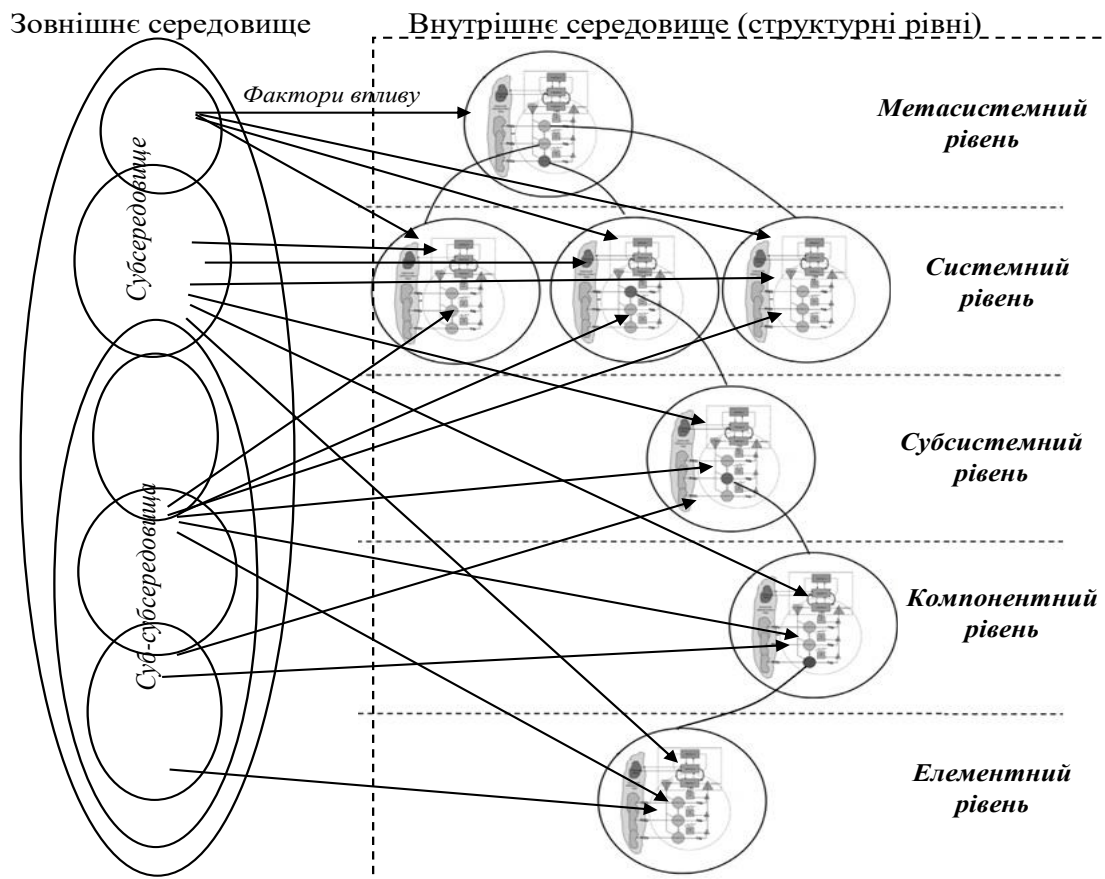 Зовнішнє середовище
Внутрішнє середовище (структурні рівні)
Фактори впливу
Метасистемний
рівень
Субсередовище
Системний
рівень
Субсистемний
рівень
Суб-субсередовища
Компонентний
рівень
Елементний
рівень